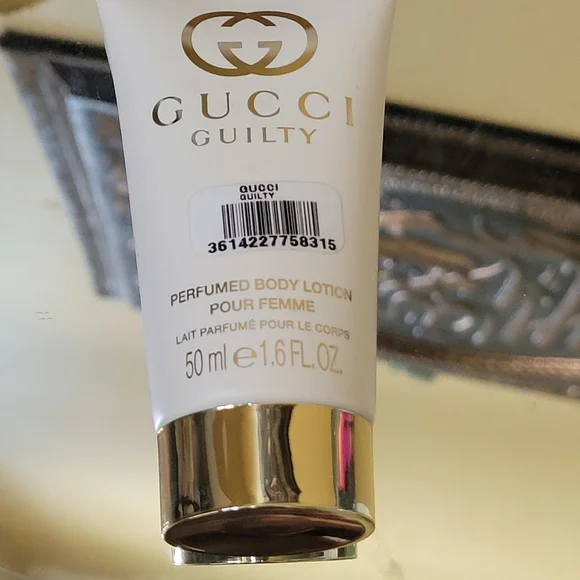 GUCCI
GUILTY
GUCCI
GUILTY
3614227758315
PERFUMED BODY LOTION
POUR FEMME
LAIT PARFUMÉ POUR LE CORPS
50 ml e 1.6 FL.OZ.